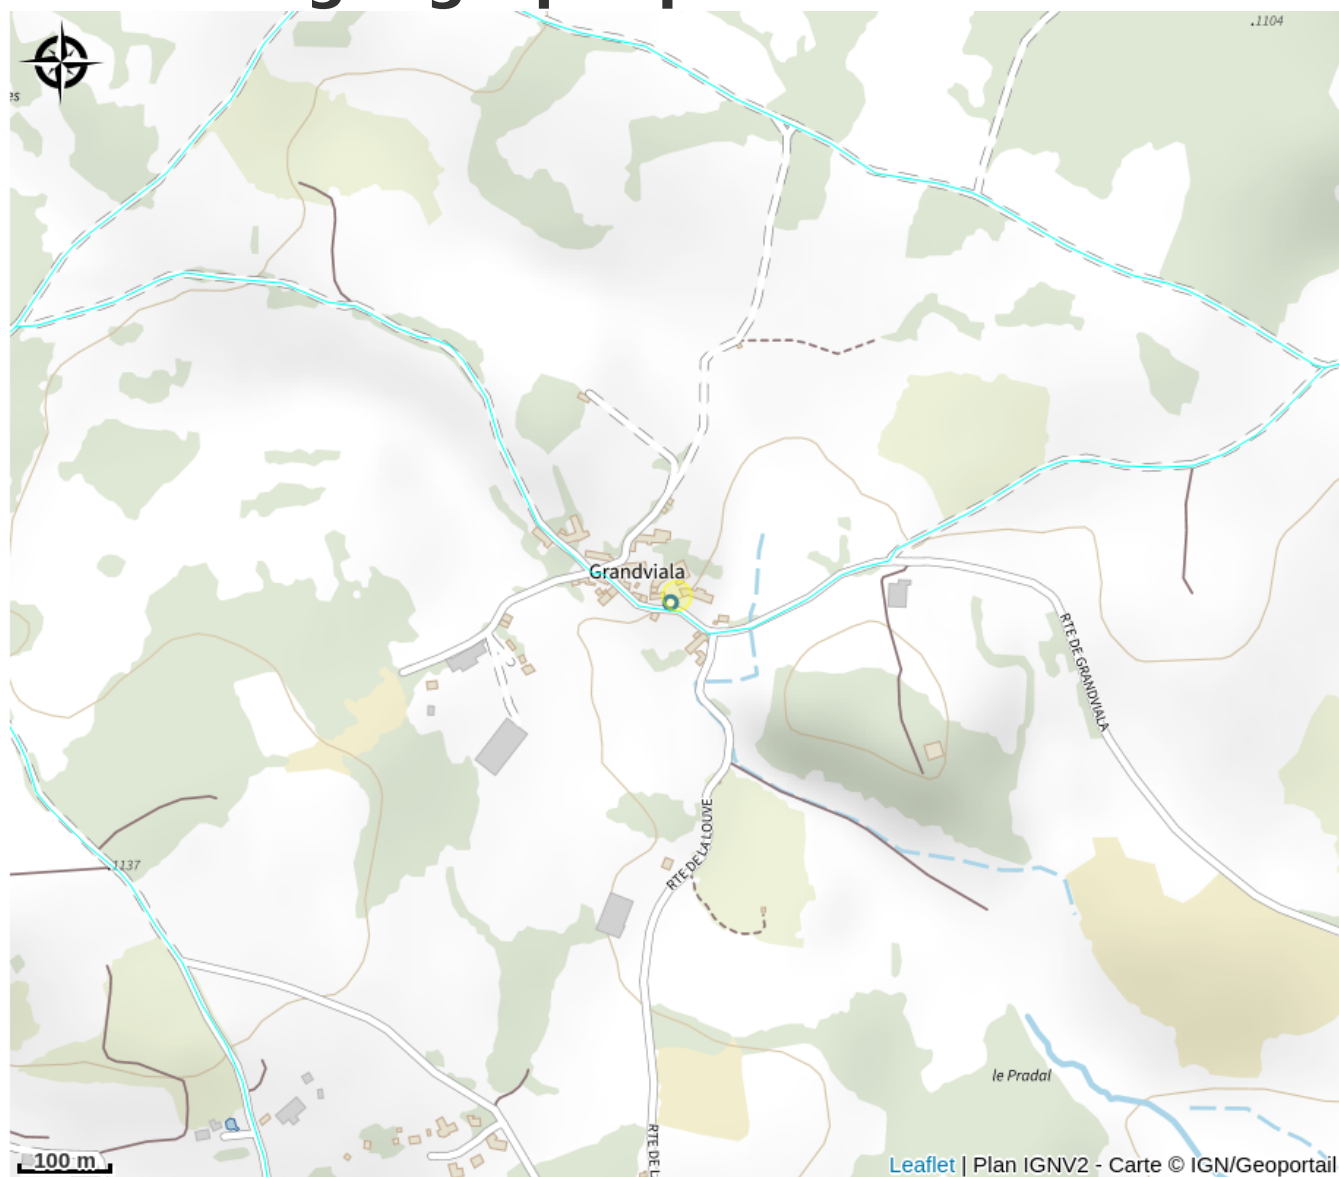 .1104
es
Grandviala
RTE DE GRANDVIALA
RTE DE LA LOUVE
1137
le Pradal
RTE DE L
100 m
Leaflet | Plan IGNV2 - Carte © IGN/Geoportail